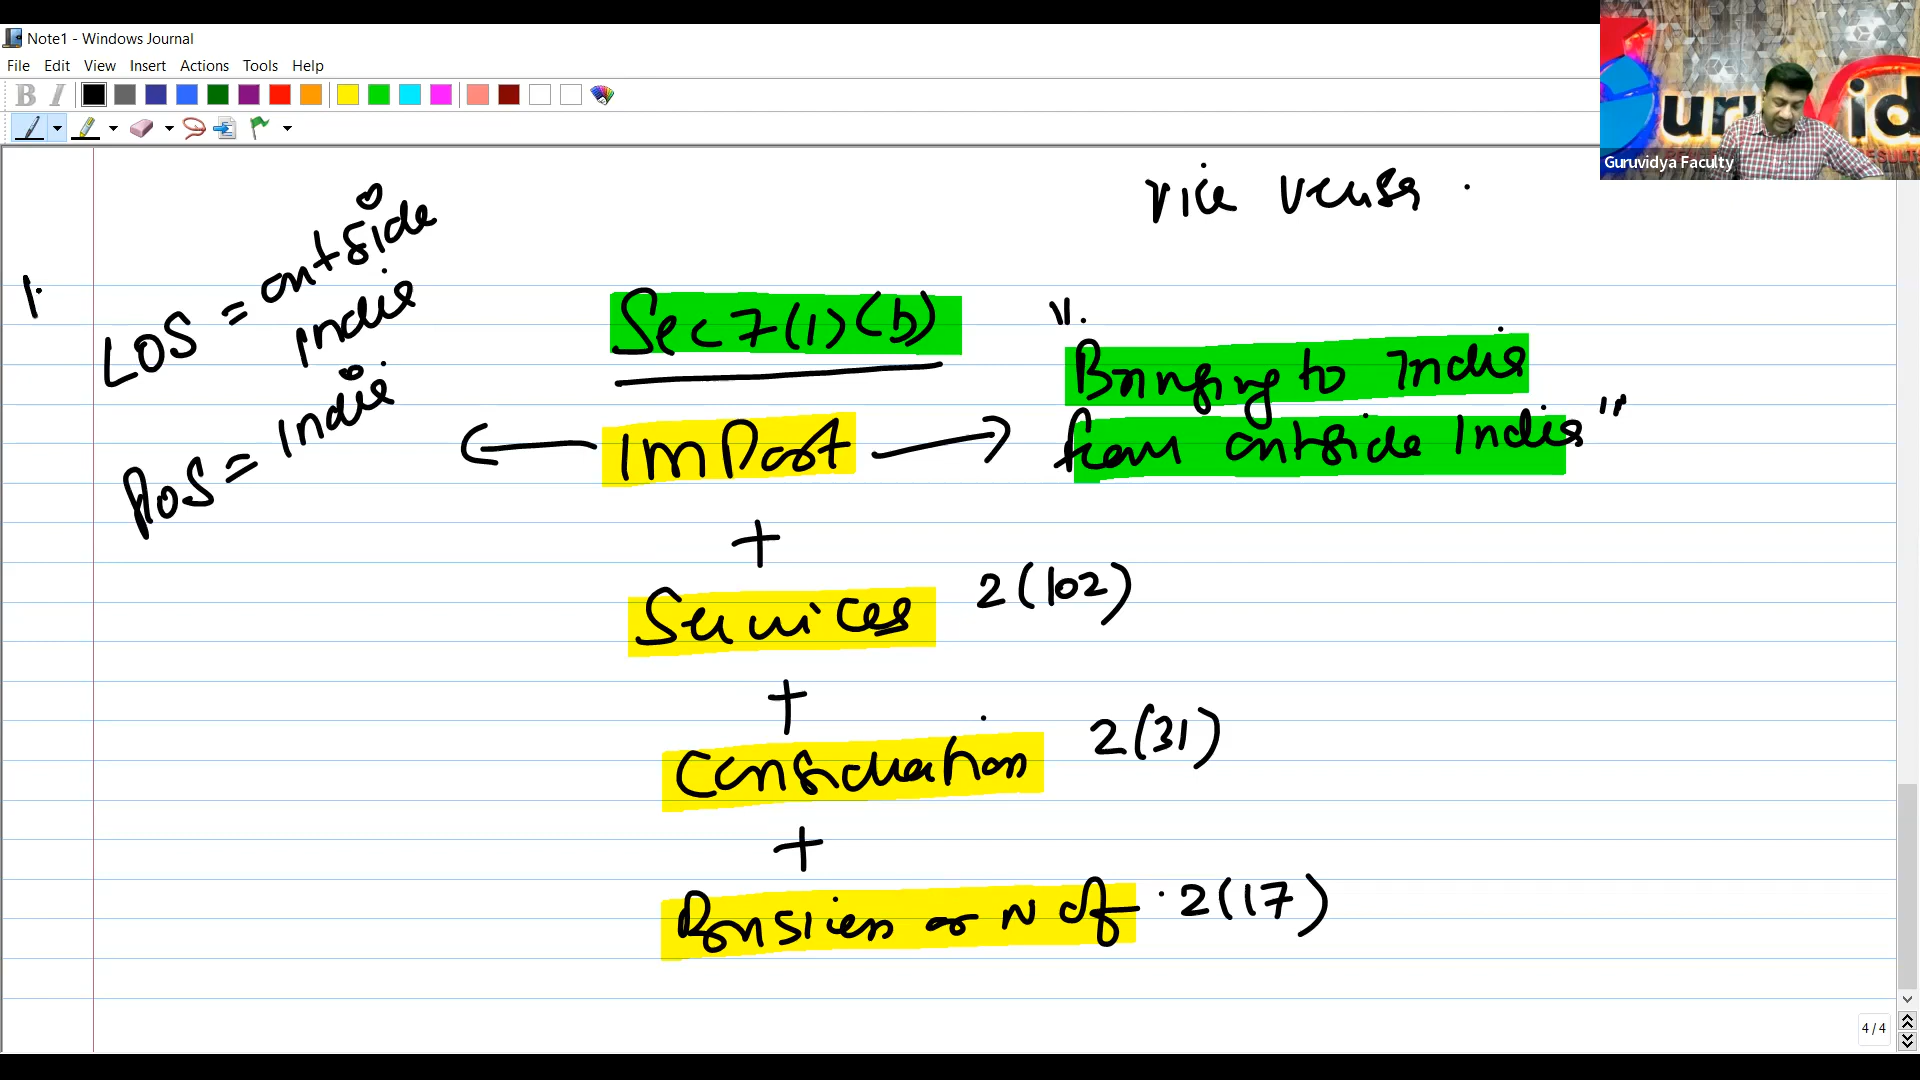 Note1 - Windows Journal
File Edit View Insert Actions Tools Help
B I
Guruvidya Faculty
vice versa.
1.
LOS = outside
India
POS = India
Sec 7(1)(b)
Import
"Bringing to India
from outside India"
+
Services 2(102)
+
Consideration 2(31)
+
or N of 2(17)
4 / 4